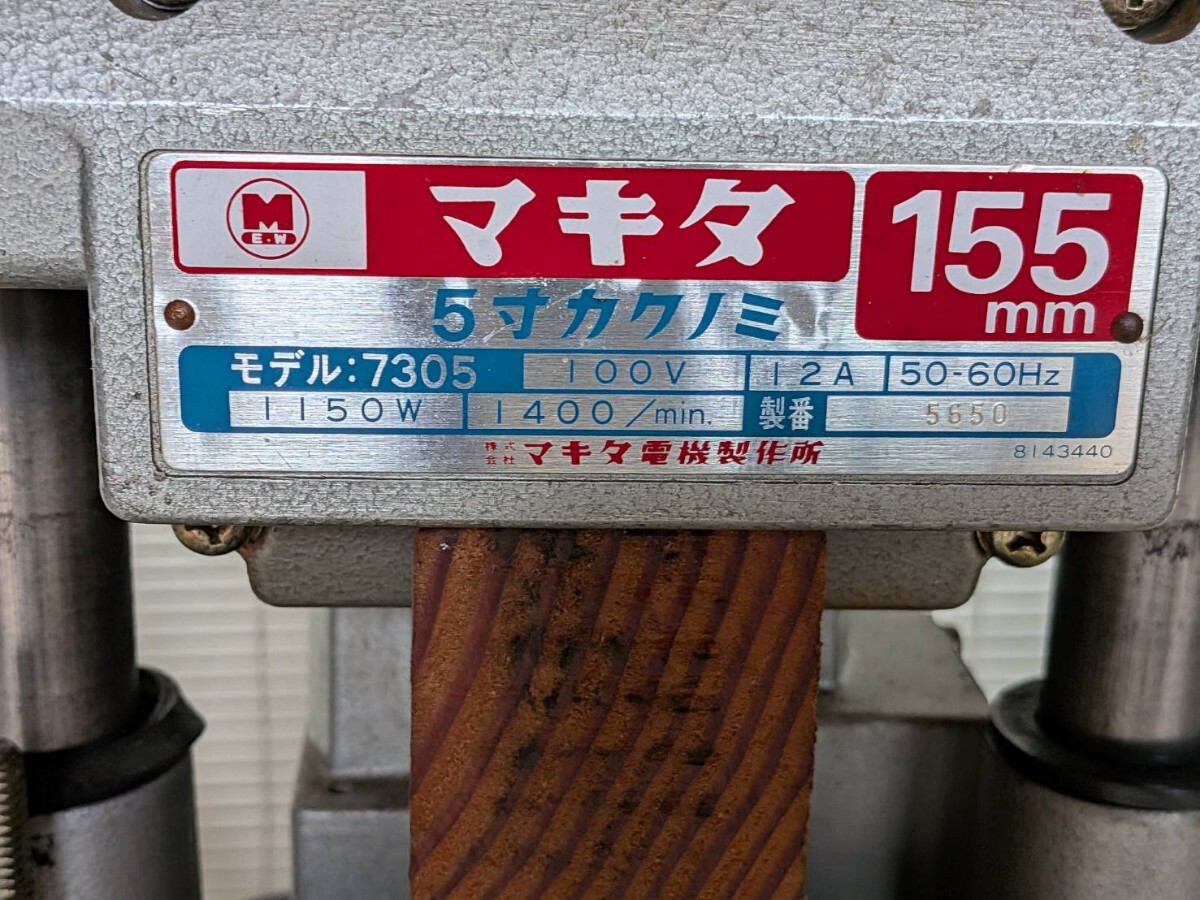 M
E.W
マキタ
155
mm
5寸カクノミ
モデル:7305 100V 12A 50-60Hz
1150W 1400/min. 製番 5650
株式会社 マキタ電機製作所 8143440